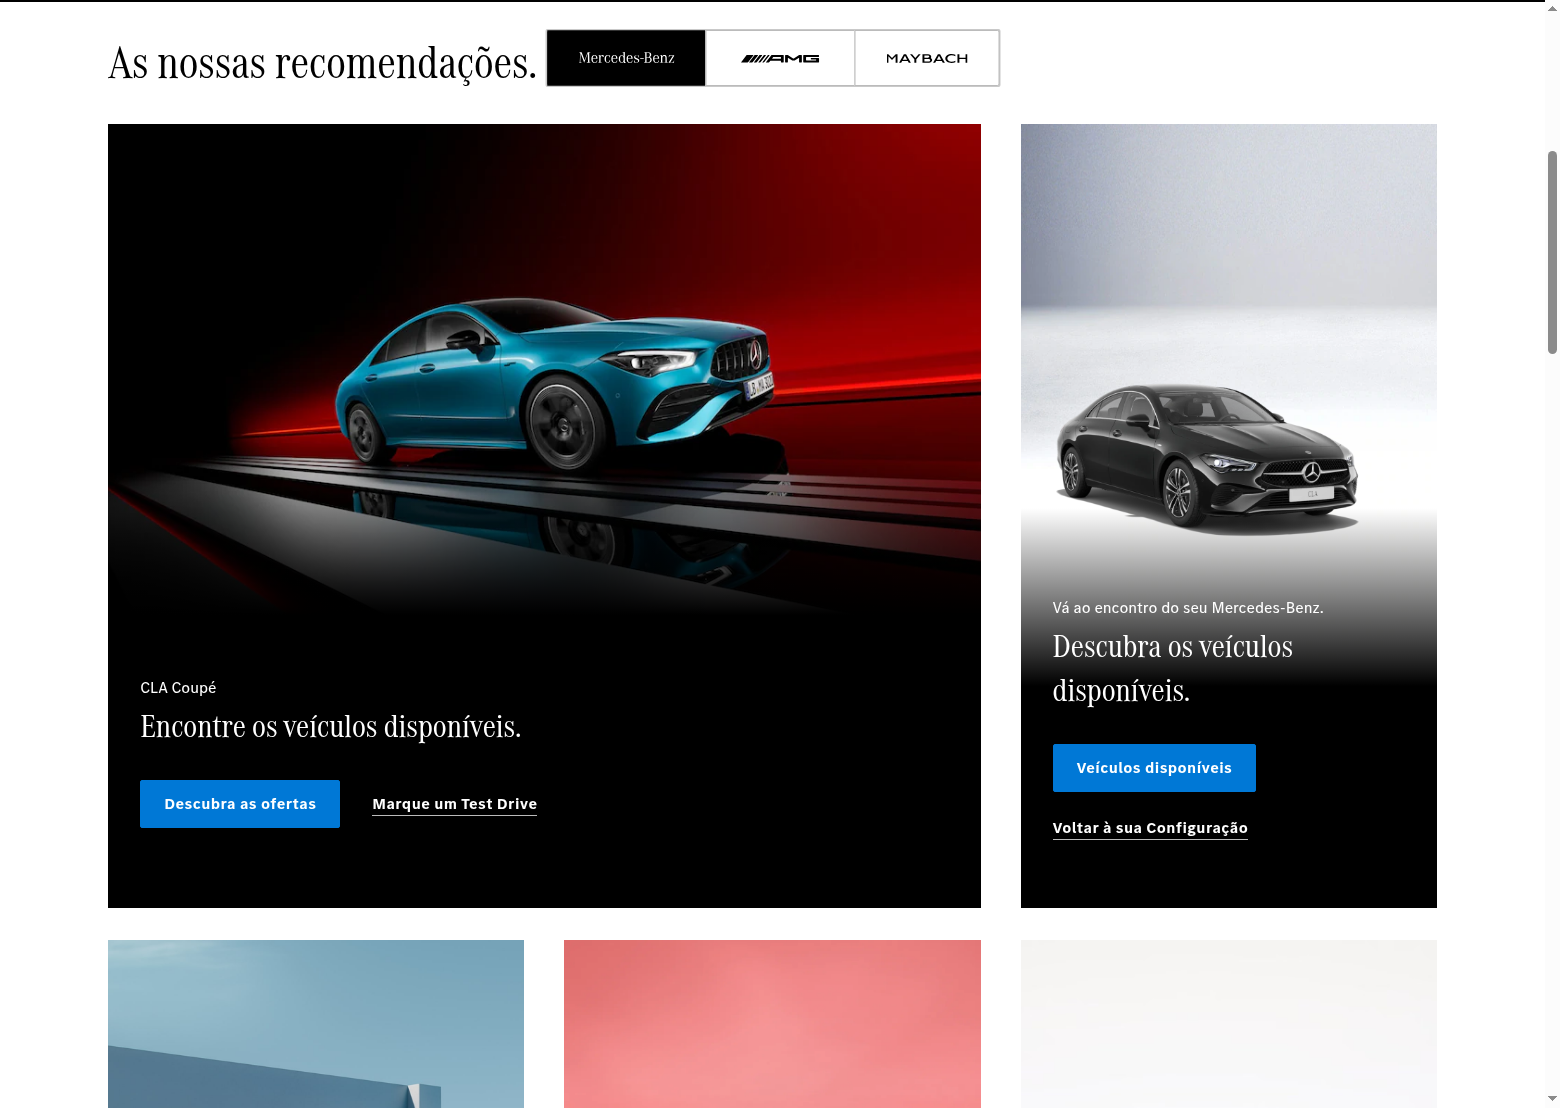 As nossas recomendações.
Mercedes-Benz
AMG
MAYBACH
CLA Coupé
Encontre os veículos disponíveis.
Descubra as ofertas
Marque um Test Drive
CLA
Vá ao encontro do seu Mercedes-Benz.
Descubra os veículos
disponíveis.
Veículos disponíveis
Voltar à sua Configuração